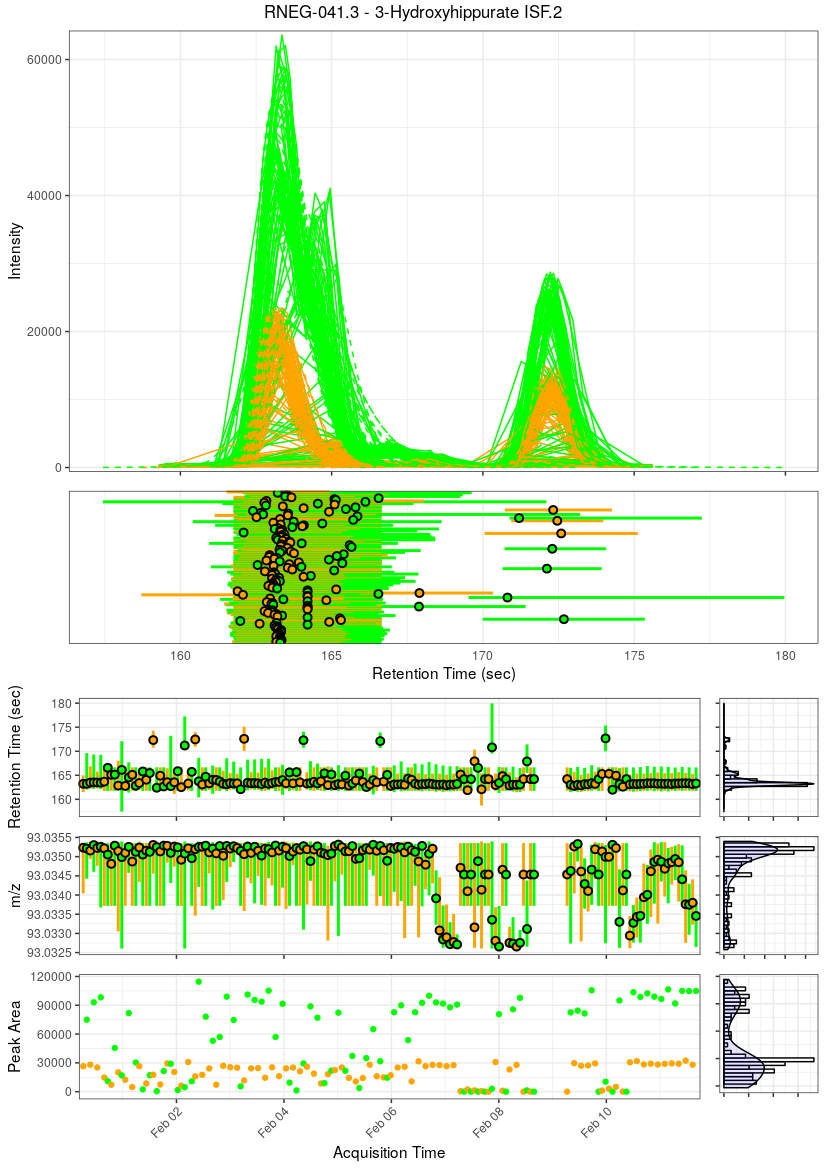 RNEG-041.3 - 3-Hydroxyhippurate ISF.2
60000
40000
20000
0
Intensity
160 165 170 175 180
Retention Time (sec)
180
175
170
165
160
Retention Time (sec)
93.0355
93.0350
93.0345
93.0340
93.0335
93.0330
93.0325
m/z
120000
90000
60000
30000
0
Peak Area
Feb 02 Feb 04 Feb 06 Feb 08 Feb 10
Acquisition Time